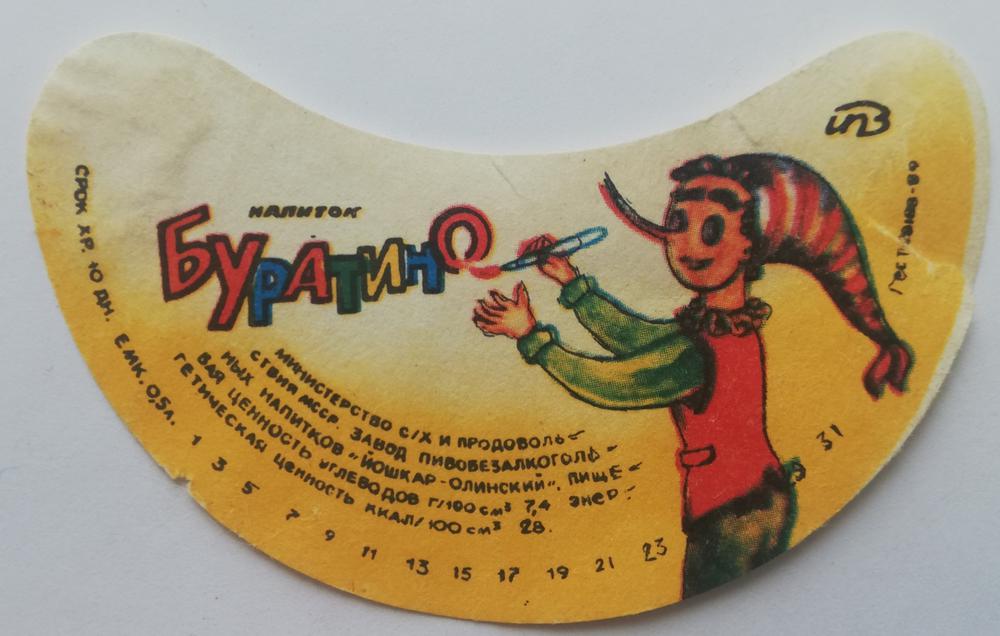 НАПИТОК
БУРАТИНО
МИНИСТЕРСТВО С/Х И ПРОДОВОЛЬ-
СТВИЯ МССР. ЗАВОД ПИВОБЕЗАЛКОГОЛЬ-
НЫХ НАПИТКОВ „ЙОШКАР-ОЛИНСКИЙ". ПИЩЕ-
ВАЯ ЦЕННОСТЬ УГЛЕВОДОВ Г/100 см³ 7,4 ЭНЕР-
ГЕТИЧЕСКАЯ ЦЕННОСТЬ ККАЛ/100 см³ 28.
СРОК ХР. 10 ДН. ЕМК. 0,5 л.
1 3 5 7 9 11 13 15 17 19 21 23 31